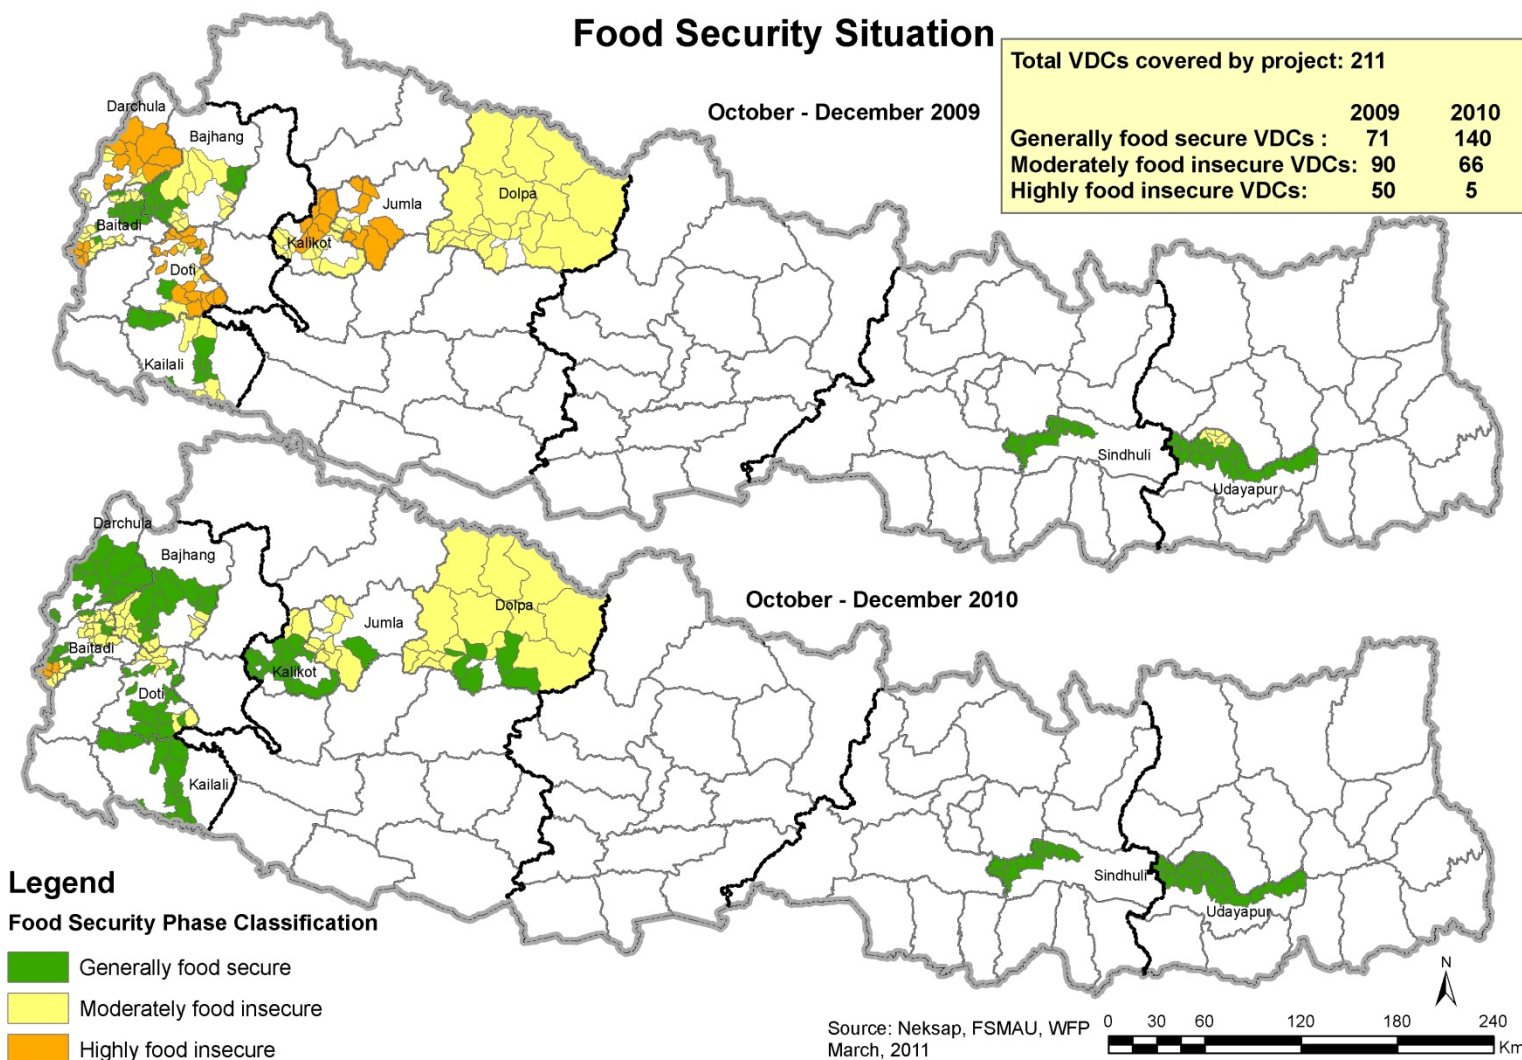 Food Security Situation
Total VDCs covered by project: 211
2009 2010
Generally food secure VDCs : 71 140
Moderately food insecure VDCs: 90 66
Highly food insecure VDCs: 50 5
October - December 2009
Darchula
Bajhang
Dolpa
Jumla
Baitadi
Kalikot
Doti
Kailali
Sindhuli
Udayapur
October - December 2010
Darchula
Bajhang
Dolpa
Jumla
Baitadi
Kalikot
Doti
Kailali
Sindhuli
Udayapur
Legend
Food Security Phase Classification
Generally food secure
Moderately food insecure
Highly food insecure
Source: Neksap, FSMAU, WFP
March, 2011
N
0 30 60 120 180 240
Km